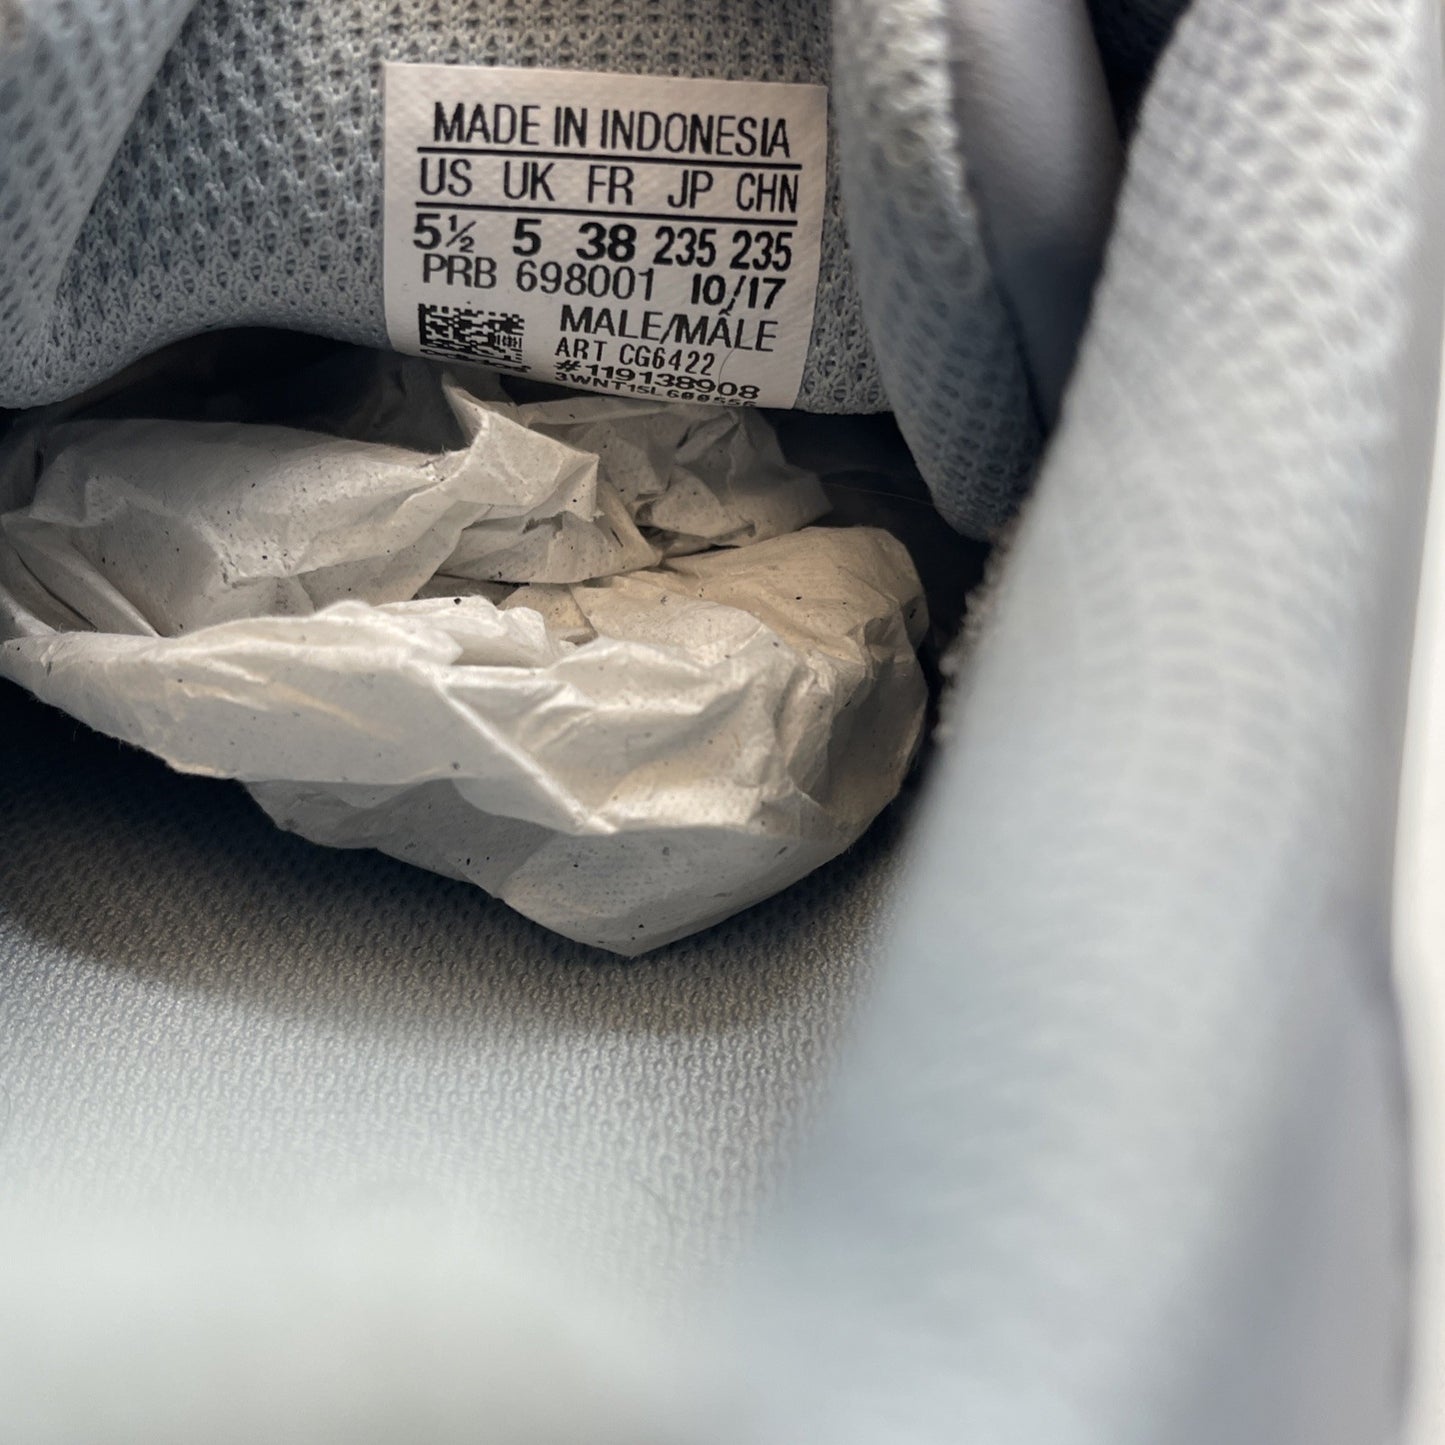 MADE IN INDONESIA
US UK FR JP CHN
5½ 5 38 235 235
PRB 698001 10/17
MALE/MÂLE
ART CG6422
#119138908
adidas